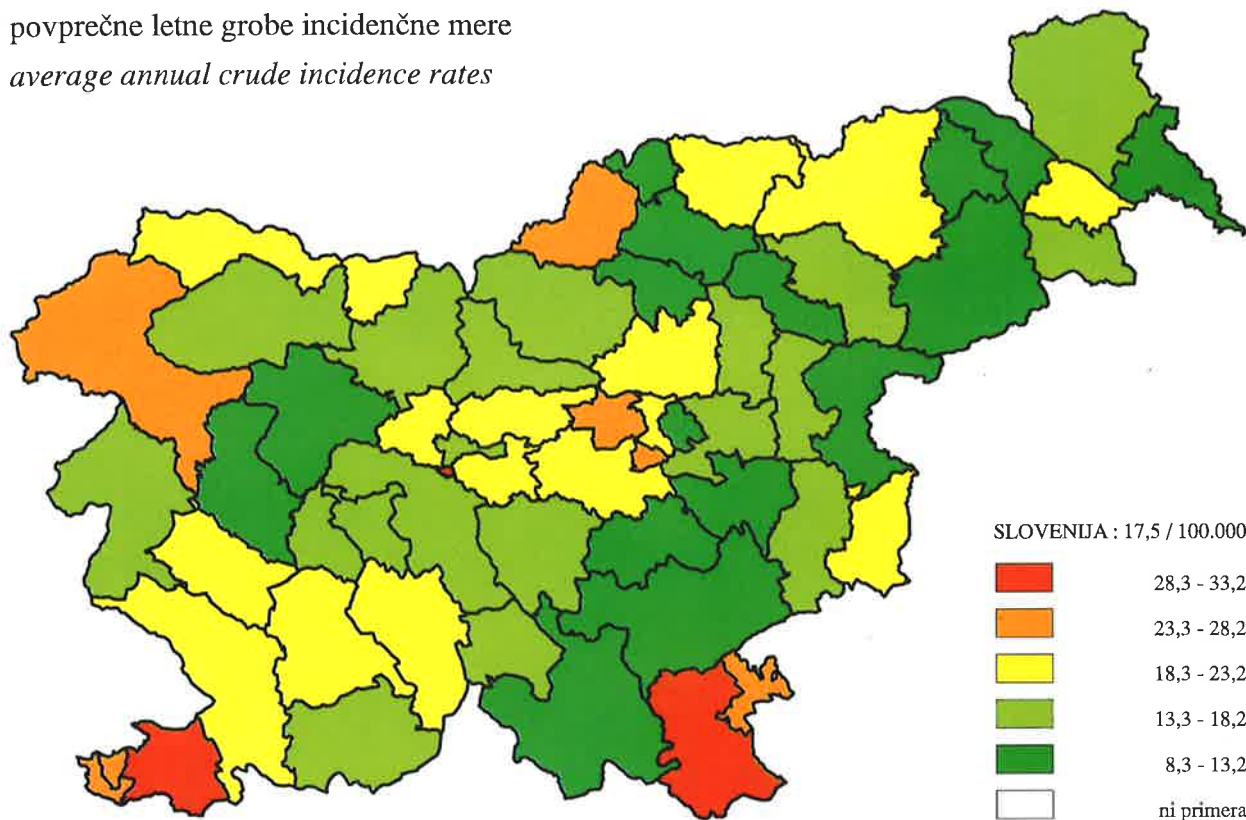 povprečne letne grobe incidenčne mere
average annual crude incidence rates
SLOVENIJA : 17,5 / 100.000
28,3 - 33,2
23,3 - 28,2
18,3 - 23,2
13,3 - 18,2
8,3 - 13,2
ni primera